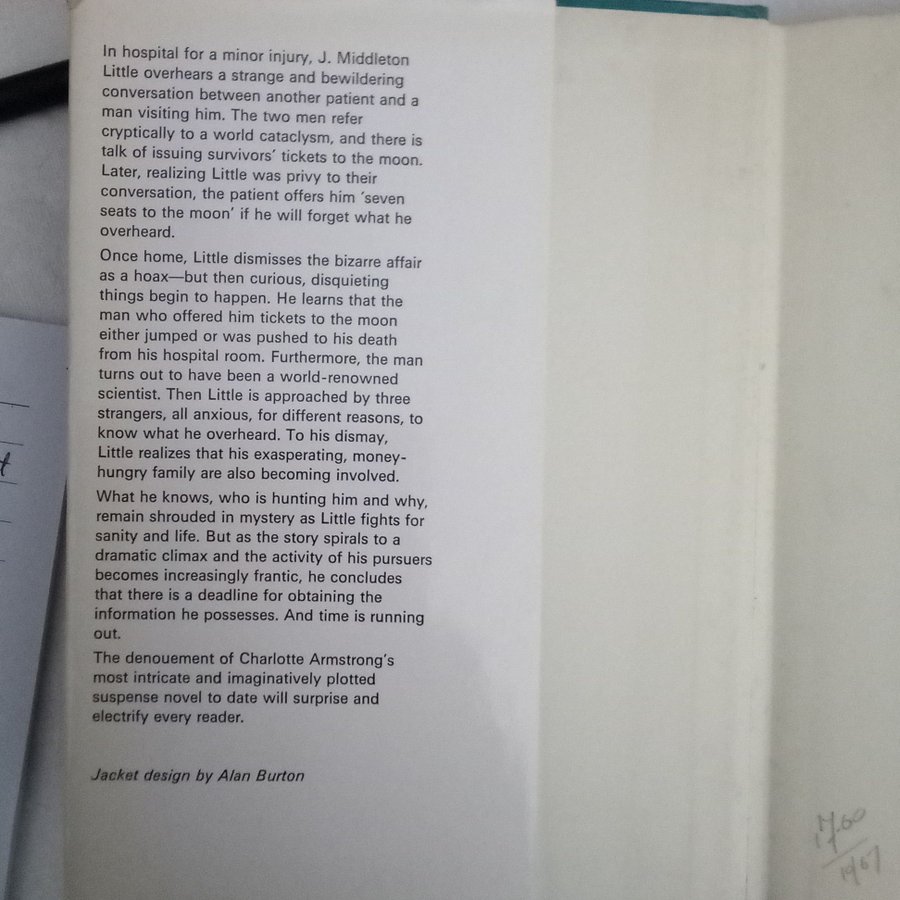 In hospital for a minor injury, J. Middleton
Little overhears a strange and bewildering
conversation between another patient and a
man visiting him. The two men refer
cryptically to a world cataclysm, and there is
talk of issuing survivors’ tickets to the moon.
Later, realizing Little was privy to their
conversation, the patient offers him ‘seven
seats to the moon’ if he will forget what he
overheard.
Once home, Little dismisses the bizarre affair
as a hoax—but then curious, disquieting
things begin to happen. He learns that the
man who offered him tickets to the moon
either jumped or was pushed to his death
from his hospital room. Furthermore, the man
turns out to have been a world-renowned
scientist. Then Little is approached by three
strangers, all anxious, for different reasons, to
know what he overheard. To his dismay,
Little realizes that his exasperating, money-
hungry family are also becoming involved.
What he knows, who is hunting him and why,
remain shrouded in mystery as Little fights for
sanity and life. But as the story spirals to a
dramatic climax and the activity of his pursuers
becomes increasingly frantic, he concludes
that there is a deadline for obtaining the
information he possesses. And time is running
out.
The denouement of Charlotte Armstrong’s
most intricate and imaginatively plotted
suspense novel to date will surprise and
electrify every reader.
Jacket design by Alan Burton